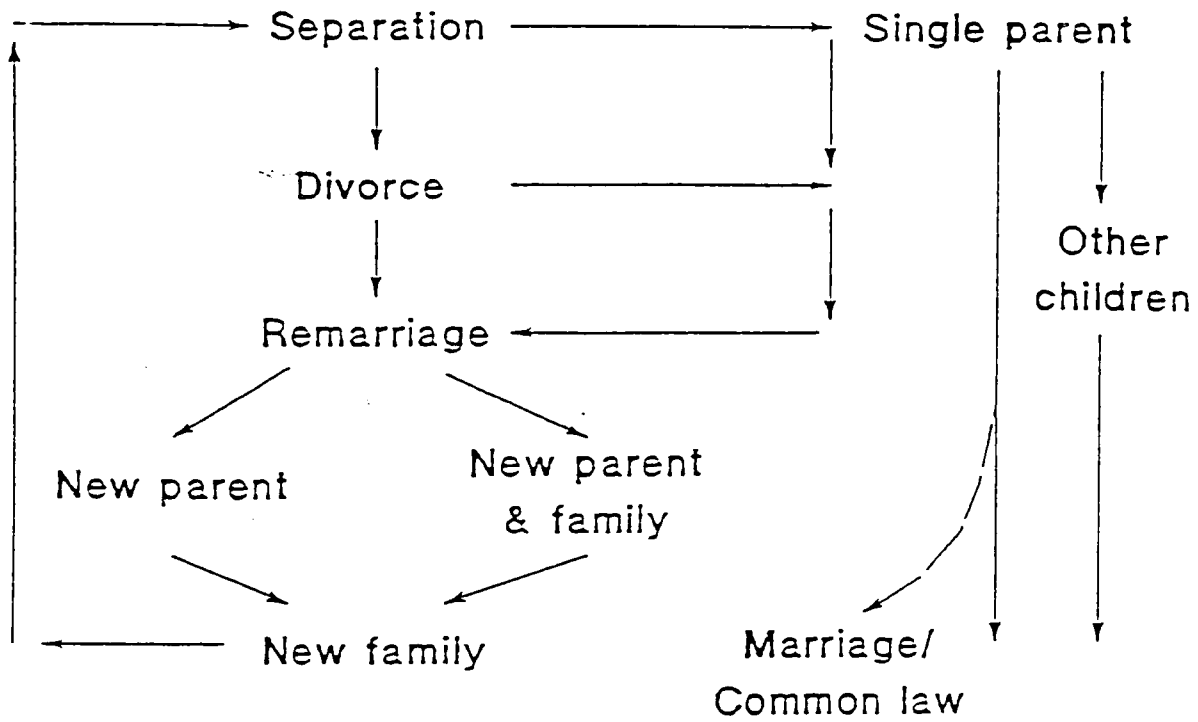 Separation
Single parent
Divorce
Other
children
Remarriage
New parent
New parent
& family
New family
Marriage/
Common law